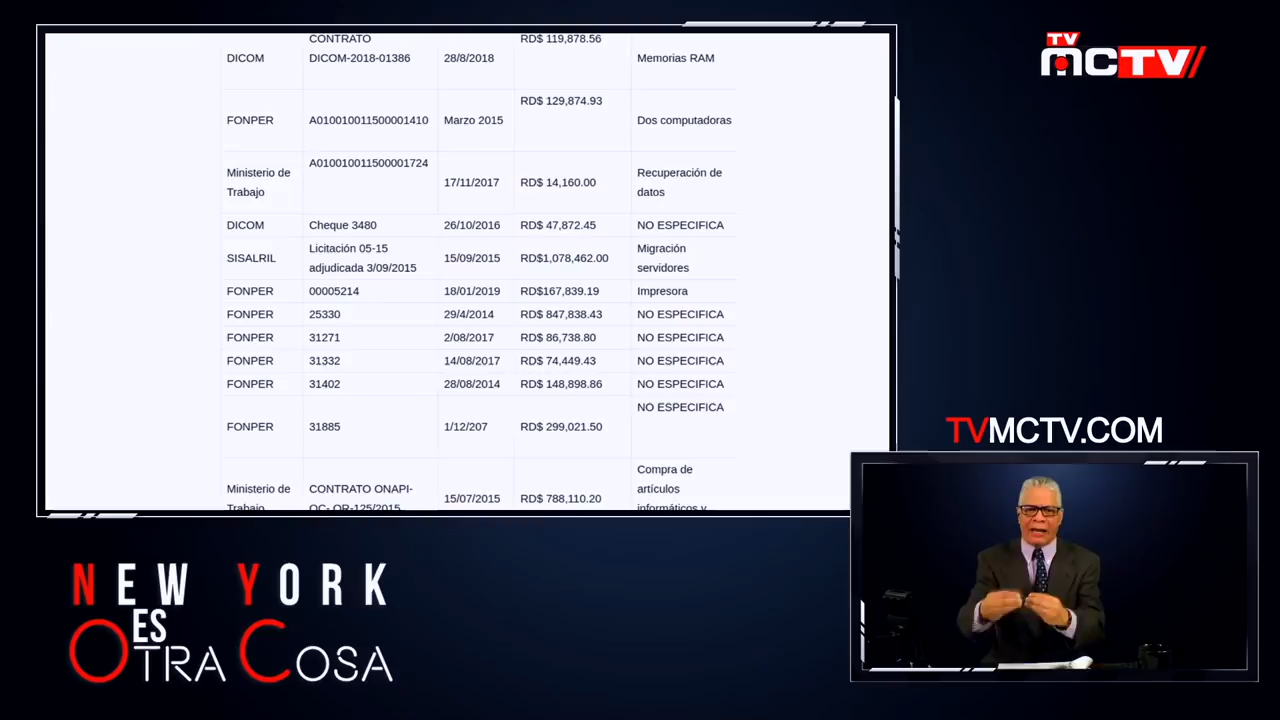 CONTRATO
RD$ 119,878.56
DICOM DICOM-2018-01386 28/8/2018 Memorias RAM
RD$ 129,874.93
FONPER A010010011500001410 Marzo 2015 Dos computadoras
A010010011500001724
Ministerio de Recuperación de
17/11/2017 RD$ 14,160.00
Trabajo datos
DICOM Cheque 3480 26/10/2016 RD$ 47,872.45 NO ESPECIFICA
Licitación 05-15 Migración
SISALRIL 15/09/2015 RD$1,078,462.00
adjudicada 3/09/2015 servidores
FONPER 00005214 18/01/2019 RD$167,839.19 Impresora
FONPER 25330 29/4/2014 RD$ 847,838.43 NO ESPECIFICA
FONPER 31271 2/08/2017 RD$ 86,738.80 NO ESPECIFICA
FONPER 31332 14/08/2017 RD$ 74,449.43 NO ESPECIFICA
FONPER 31402 28/08/2014 RD$ 148,898.86 NO ESPECIFICA
NO ESPECIFICA
FONPER 31885 1/12/207 RD$ 299,021.50
Compra de
Ministerio de CONTRATO ONAPI- artículos
15/07/2015 RD$ 788,110.20
Trabajo OC- OR-125/2015 informáticos y
TV
MCTV
TVMCTV.COM
NEW YORK
ES
OTRA COSA